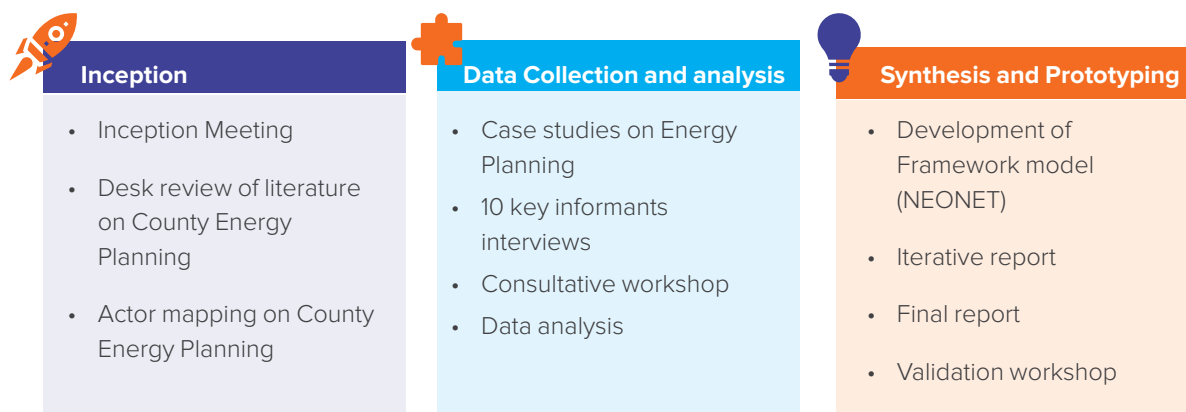 Inception
• Inception Meeting
• Desk review of literature
on County Energy
Planning
• Actor mapping on County
Energy Planning
Data Collection and analysis
• Case studies on Energy
Planning
• 10 key informants
interviews
• Consultative workshop
• Data analysis
Synthesis and Prototyping
• Development of
Framework model
(NEONET)
• Iterative report
• Final report
• Validation workshop